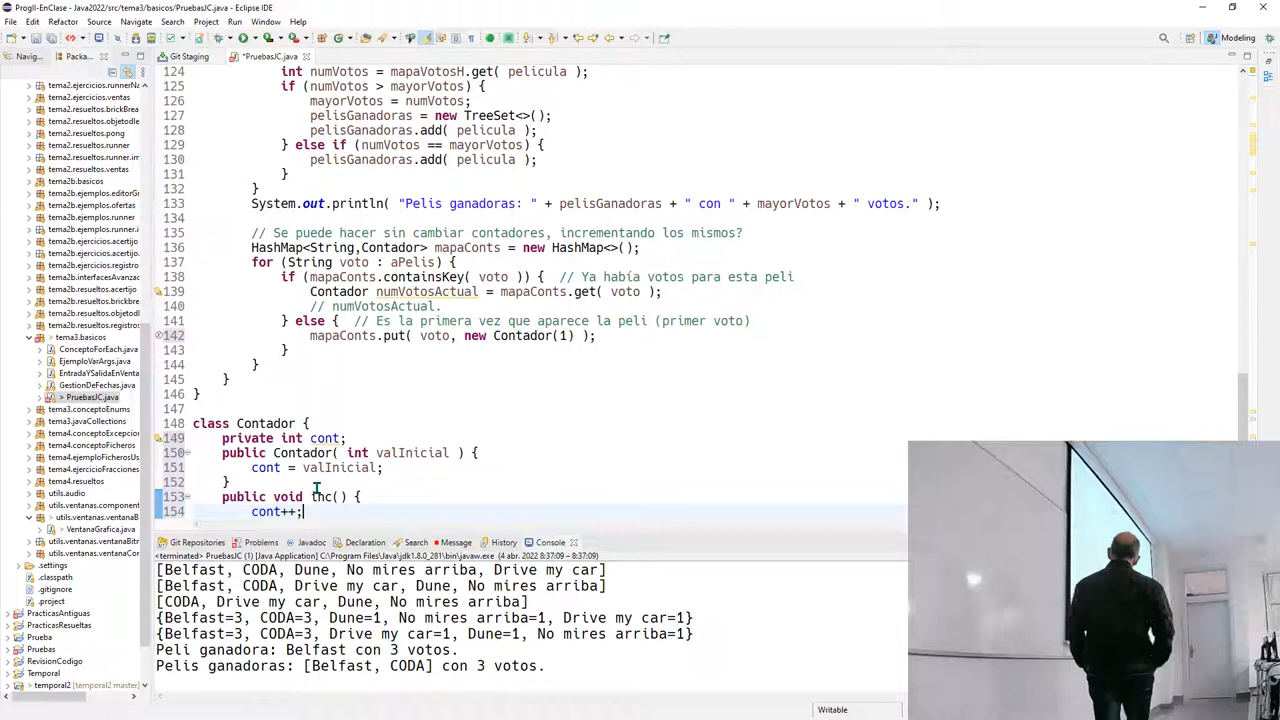 ProgII-EnClase - Java2022/src/tema3/basicos/PruebasJC.java - Eclipse IDE
File Edit Refactor Source Navigate Search Project Run Window Help
Navig... Packa...
Git Staging *PruebasJC.java
Modeling
tema2.ejercicios.runnerNa
tema2.ejercicios.ventas
tema2.resueltos.brickBrea
tema2.resueltos.objetodle
tema2.resueltos.pong
tema2.resueltos.runner
tema2.resueltos.runner.im
tema2.resueltos.ventas
tema2b.basicos
tema2b.ejemplos.editorGr
tema2b.ejemplos.ofertas
tema2b.ejemplos.runner
tema2b.ejercicios.acertijo
tema2b.ejercicios.acertijo.
tema2b.ejercicios.registro
tema2b.interfacesAvanzac
tema2b.resueltos.acertijo
tema2b.resueltos.brickbre
tema2b.resueltos.objetodl
tema2b.resueltos.registros
tema3.basicos
ConceptoForEach.java
EjemploVarArgs.java
EntradaYSalidaEnVenta
GestionDeFechas.java
> PruebasJC.java
tema3.conceptoEnums
tema3.javaCollections
tema4.conceptoExcepcion
tema4.conceptoFicheros
tema4.ejemploFicherosUs
tema4.ejercicioFracciones
utils.audio
utils.ventanas.componente
utils.ventanas.ventanaB
> VentanaGrafica.java
utils.ventanas.ventanaBitr
utils.ventanas.ventanaCor
.settings
.classpath
.gitignore
.project
PracticasAntiguas
PracticasResueltas
Prueba
Pruebas
RevisionCodigo
Temporal
> temporal2 [temporal2 master]
124 int numVotos = mapaVotosH.get( pelicula );
125 if (numVotos > mayorVotos) {
126 mayorVotos = numVotos;
127 pelisGanadoras = new TreeSet<>();
128 pelisGanadoras.add( pelicula );
129 } else if (numVotos == mayorVotos) {
130 pelisGanadoras.add( pelicula );
131 }
132 }
133 System.out.println( "Pelis ganadoras: " + pelisGanadoras + " con " + mayorVotos + " votos." );
134
135 // Se puede hacer sin cambiar contadores, incrementando los mismos?
136 HashMap<String,Contador> mapaConts = new HashMap<>();
137 for (String voto : aPelis) {
138 if (mapaConts.containsKey( voto )) { // Ya había votos para esta peli
139 Contador numVotosActual = mapaConts.get( voto );
140 // numVotosActual.
141 } else { // Es la primera vez que aparece la peli (primer voto)
142 mapaConts.put( voto, new Contador(1) );
143 }
144 }
145 }
146 }
147
148 class Contador {
149 private int cont;
150 public Contador( int valInicial ) {
151 cont = valInicial;
152 }
153 public void inc() {
154 cont++;
Git Repositories Problems Javadoc Declaration Search Message History Console
<terminated> PruebasJC (1) [Java Application] C:\Program Files\Java\jdk1.8.0_281\bin\javaw.exe (4 abr. 2022 8:37:09 – 8:37:09)
[Belfast, CODA, Dune, No mires arriba, Drive my car]
[Belfast, CODA, Drive my car, Dune, No mires arriba]
[CODA, Drive my car, Dune, No mires arriba]
{Belfast=3, CODA=3, Dune=1, No mires arriba=1, Drive my car=1}
{Belfast=3, CODA=3, Drive my car=1, Dune=1, No mires arriba=1}
Peli ganadora: Belfast con 3 votos.
Pelis ganadoras: [Belfast, CODA] con 3 votos.
Writable